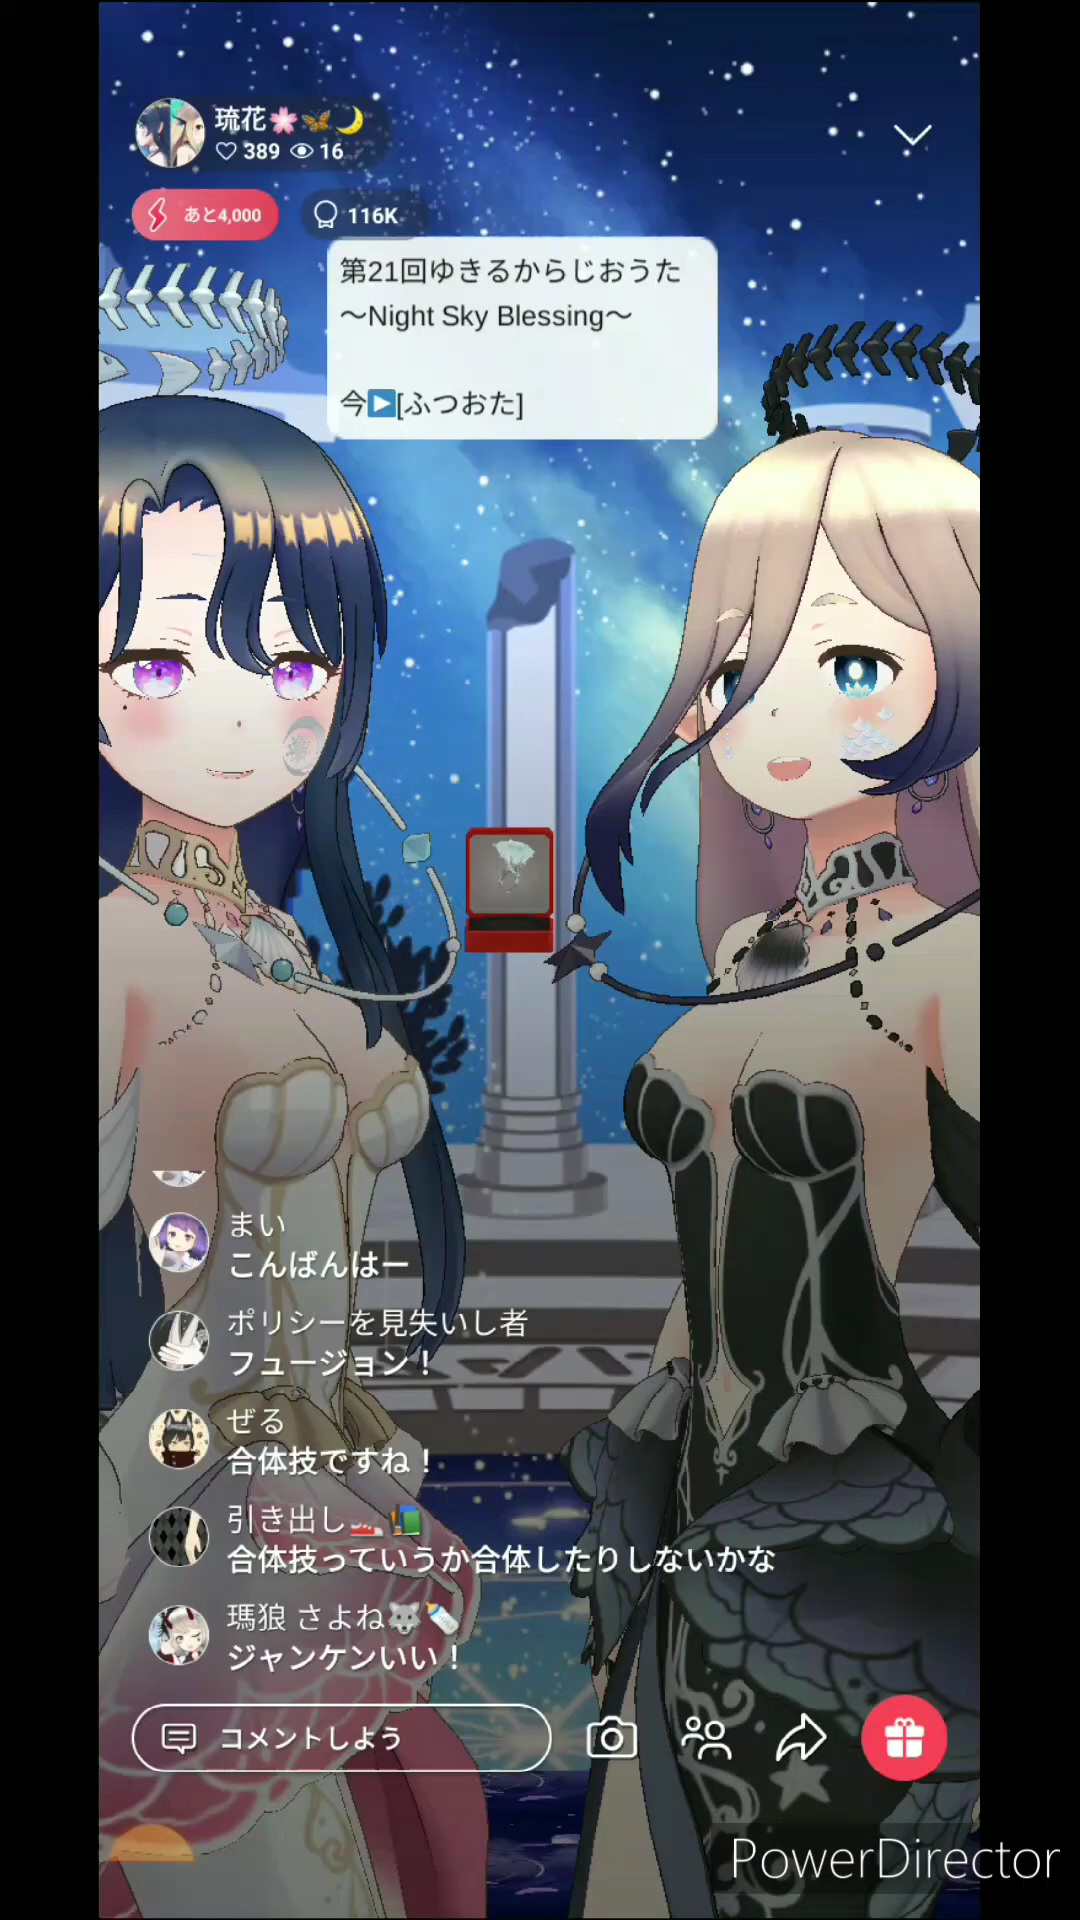 琉花🌸🦋🌙
389 16
あと4,000 116K
第21回ゆきるからじおうた
〜Night Sky Blessing〜
今▶[ふつおた]
まい
こんばんはー
ポリシーを見失いし者
フュージョン！
ぜる
合体技ですね！
引き出し
合体技っていうか合体したりしないかな
瑪狼 さよね🐺🍼
ジャンケンいい！
コメントしよう
PowerDirector